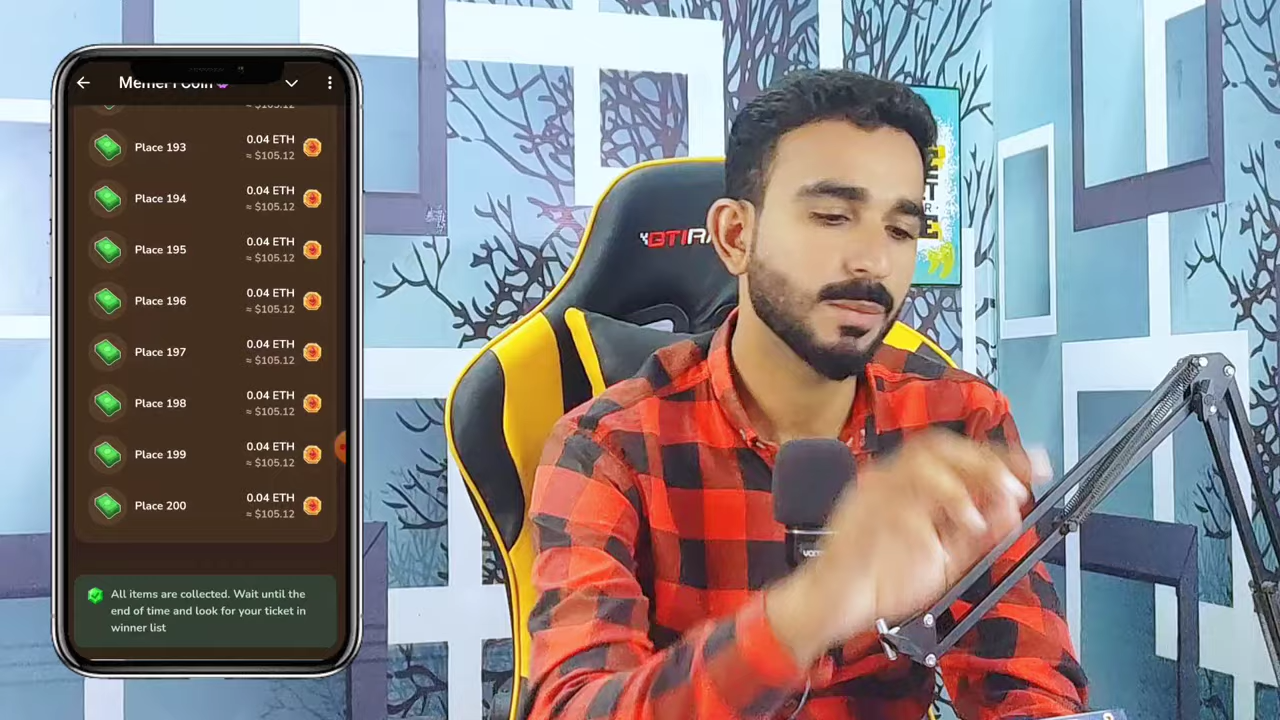 MemeFi Coin
≈ $105.12
Place 193
0.04 ETH
≈ $105.12
Place 194
0.04 ETH
≈ $105.12
Place 195
0.04 ETH
≈ $105.12
Place 196
0.04 ETH
≈ $105.12
Place 197
0.04 ETH
≈ $105.12
Place 198
0.04 ETH
≈ $105.12
Place 199
0.04 ETH
≈ $105.12
Place 200
0.04 ETH
≈ $105.12
All items are collected. Wait until the
end of time and look for your ticket in
winner list